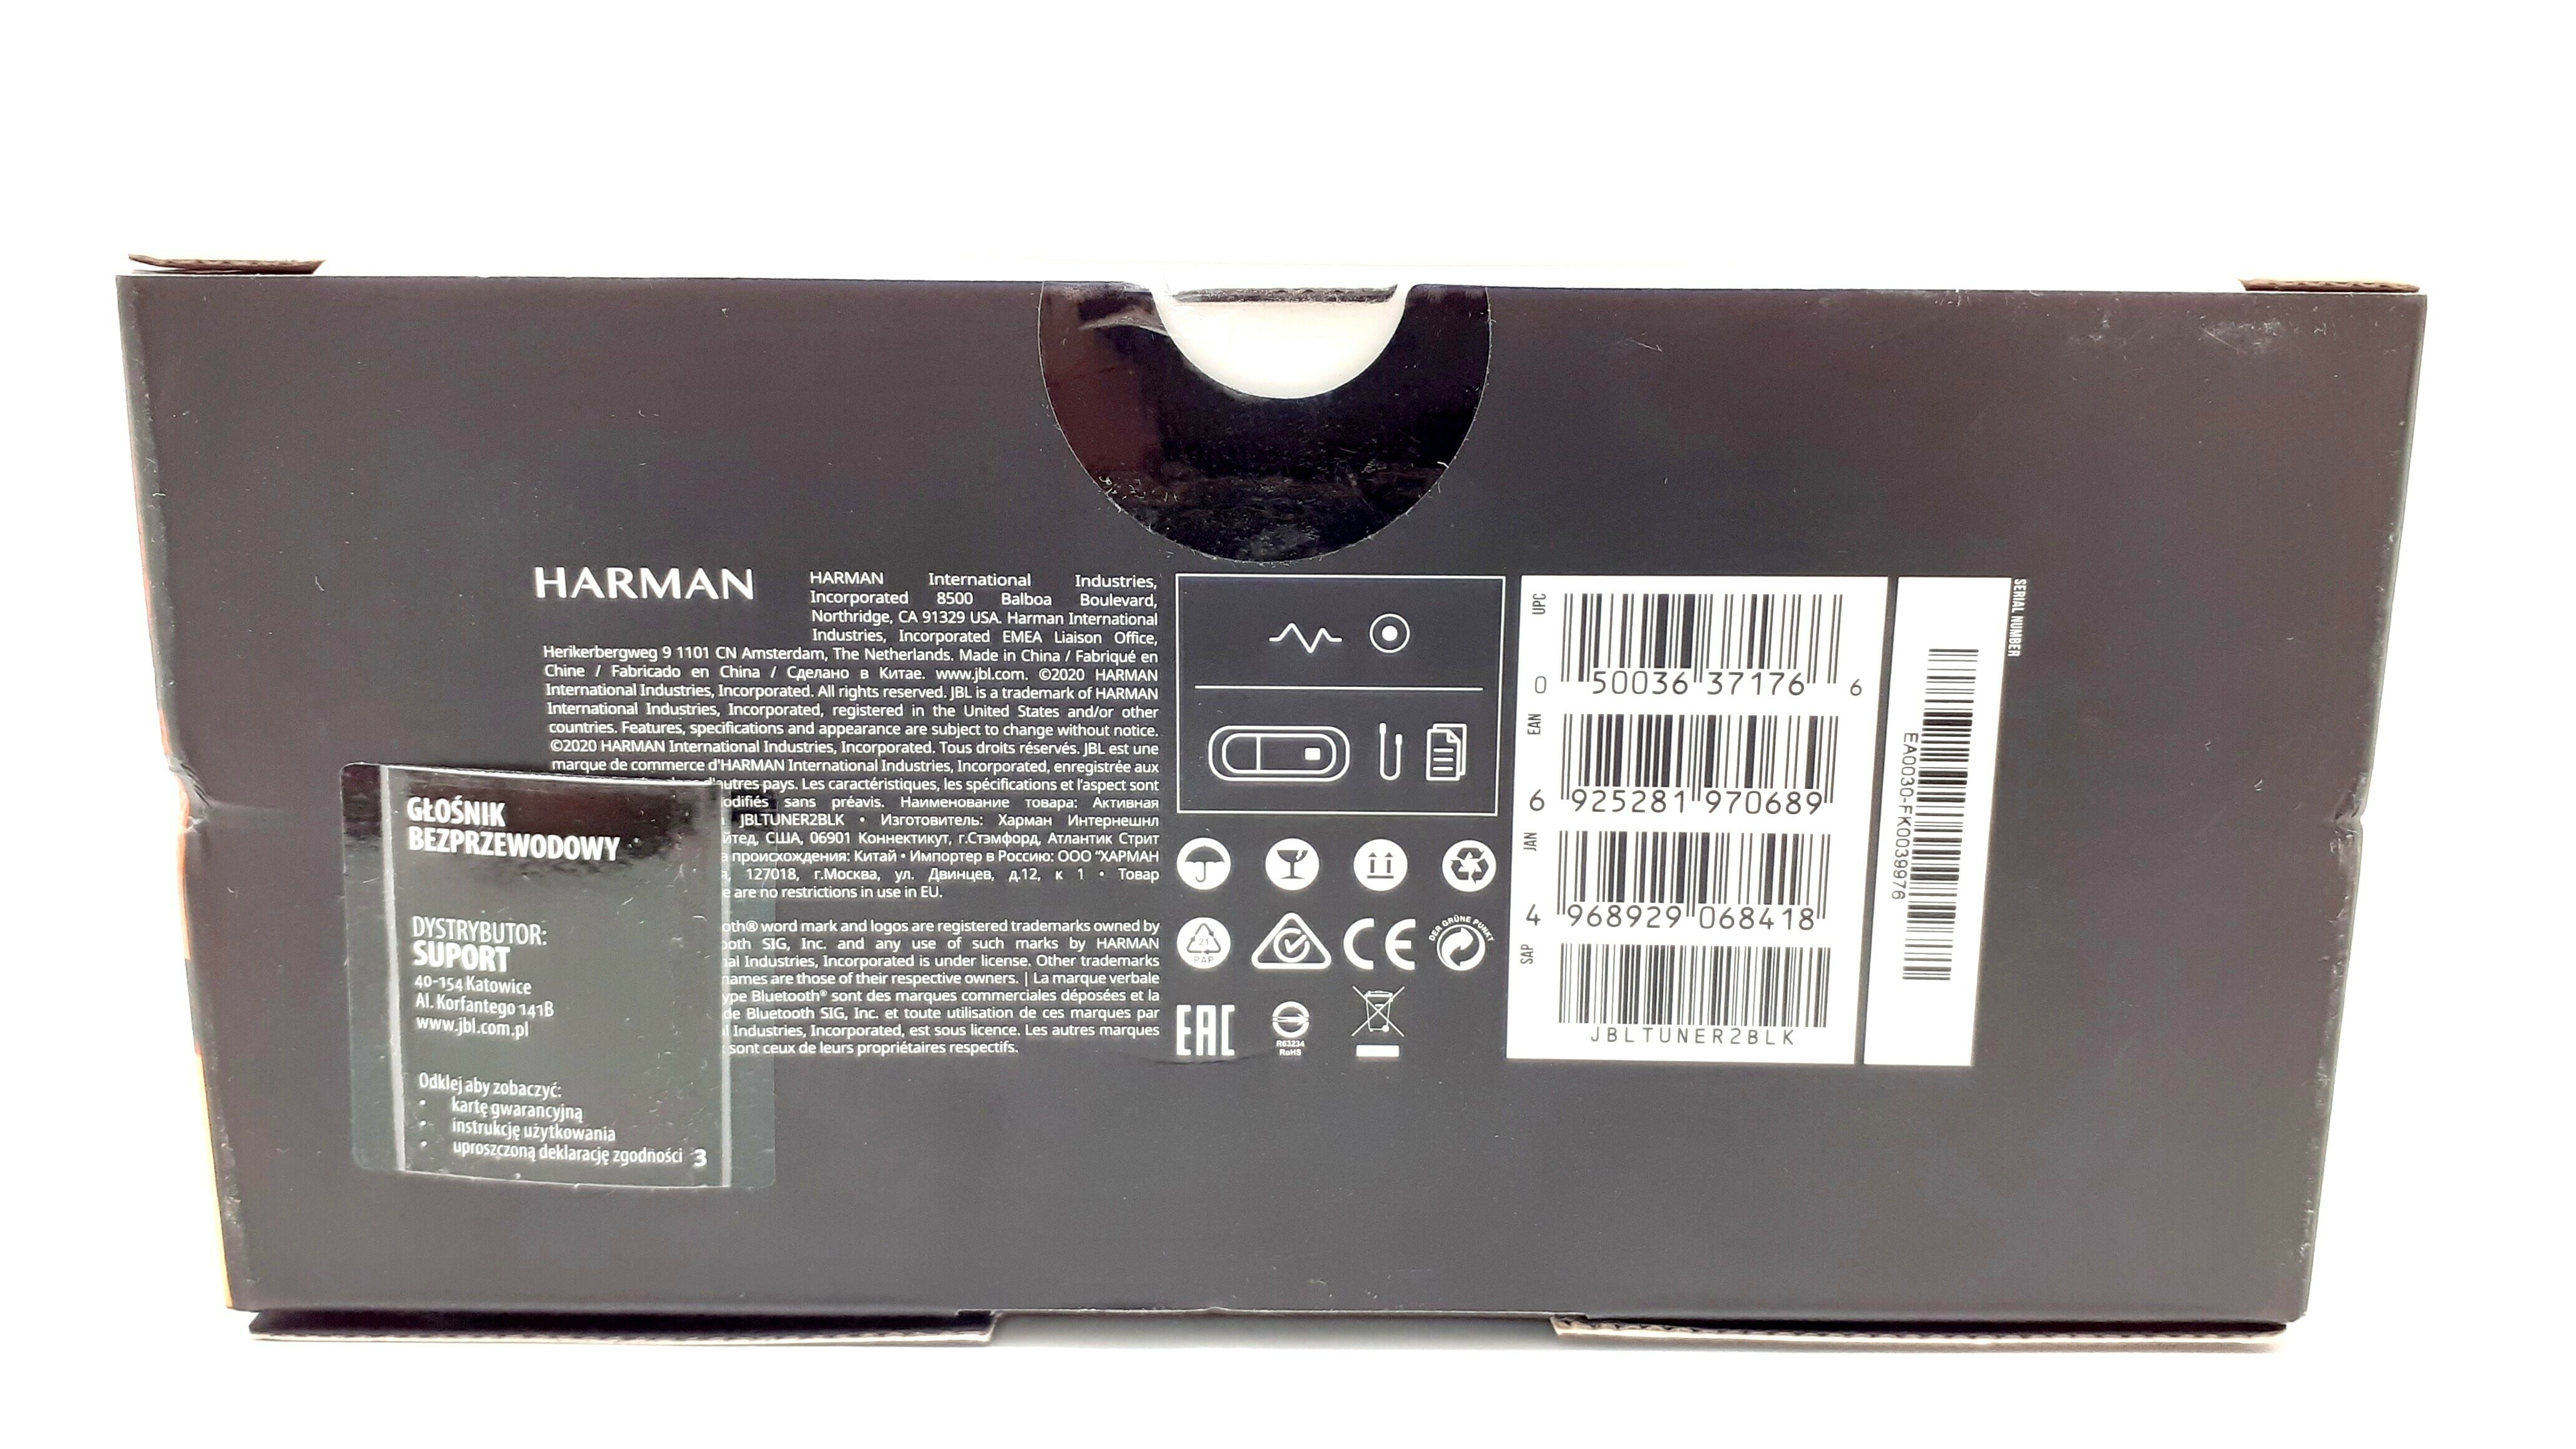 HARMAN
HARMAN International Industries,
Incorporated 8500 Balboa Boulevard,
Northridge, CA 91329 USA. Harman International
Industries, Incorporated EMEA Liaison Office,
Herikerbergweg 9 1101 CN Amsterdam, The Netherlands. Made in China / Fabriqué en
Chine / Fabricado en China / Сделано в Китае. www.jbl.com. ©2020 HARMAN
International Industries, Incorporated. All rights reserved. JBL is a trademark of HARMAN
International Industries, Incorporated, registered in the United States and/or other
countries. Features, specifications and appearance are subject to change without notice.
©2020 HARMAN International Industries, Incorporated. Tous droits réservés. JBL est une
marque de commerce d'HARMAN International Industries, Incorporated, enregistrée aux
d'autres pays. Les caractéristiques, les spécifications et l'aspect sont
odifiés sans préavis. Наименование товара: Активная
JBLTUNER2BLK • Изготовитель: Харман Интернешнл
йтед, США, 06901 Коннектикут, г.Стэмфорд, Атлантик Стрит
происхождения: Китай • Импортер в Россию: ООО "ХАРМАН
127018, г.Москва, ул. Двинцев, д.12, к 1 • Товар
are no restrictions in use in EU.
oth® word mark and logos are registered trademarks owned by
ooth SIG, Inc. and any use of such marks by HARMAN
al Industries, Incorporated is under license. Other trademarks
names are those of their respective owners. | La marque verbale
ype Bluetooth® sont des marques commerciales déposées et la
de Bluetooth SIG, Inc. et toute utilisation de ces marques par
l Industries, Incorporated, est sous licence. Les autres marques
sont ceux de leurs propriétaires respectifs.
GŁOŚNIK
BEZPRZEWODOWY
DYSTRYBUTOR:
SUPORT
40-154 Katowice
Al. Korfantego 141B
www.jbl.com.pl
Odklej aby zobaczyć:
• kartę gwarancyjną
• instrukcję użytkowania
• uproszczoną deklarację zgodności 3
21
PAP
CE
DER GRÜNE PUNKT
EAC
R63234
RoHS
UPC
0 50036 37176 6
EAN
6 925281 970689
JAN
4 968929 068418
SAP
JBLTUNER2BLK
SERIAL NUMBER
EA0030-FK0039976